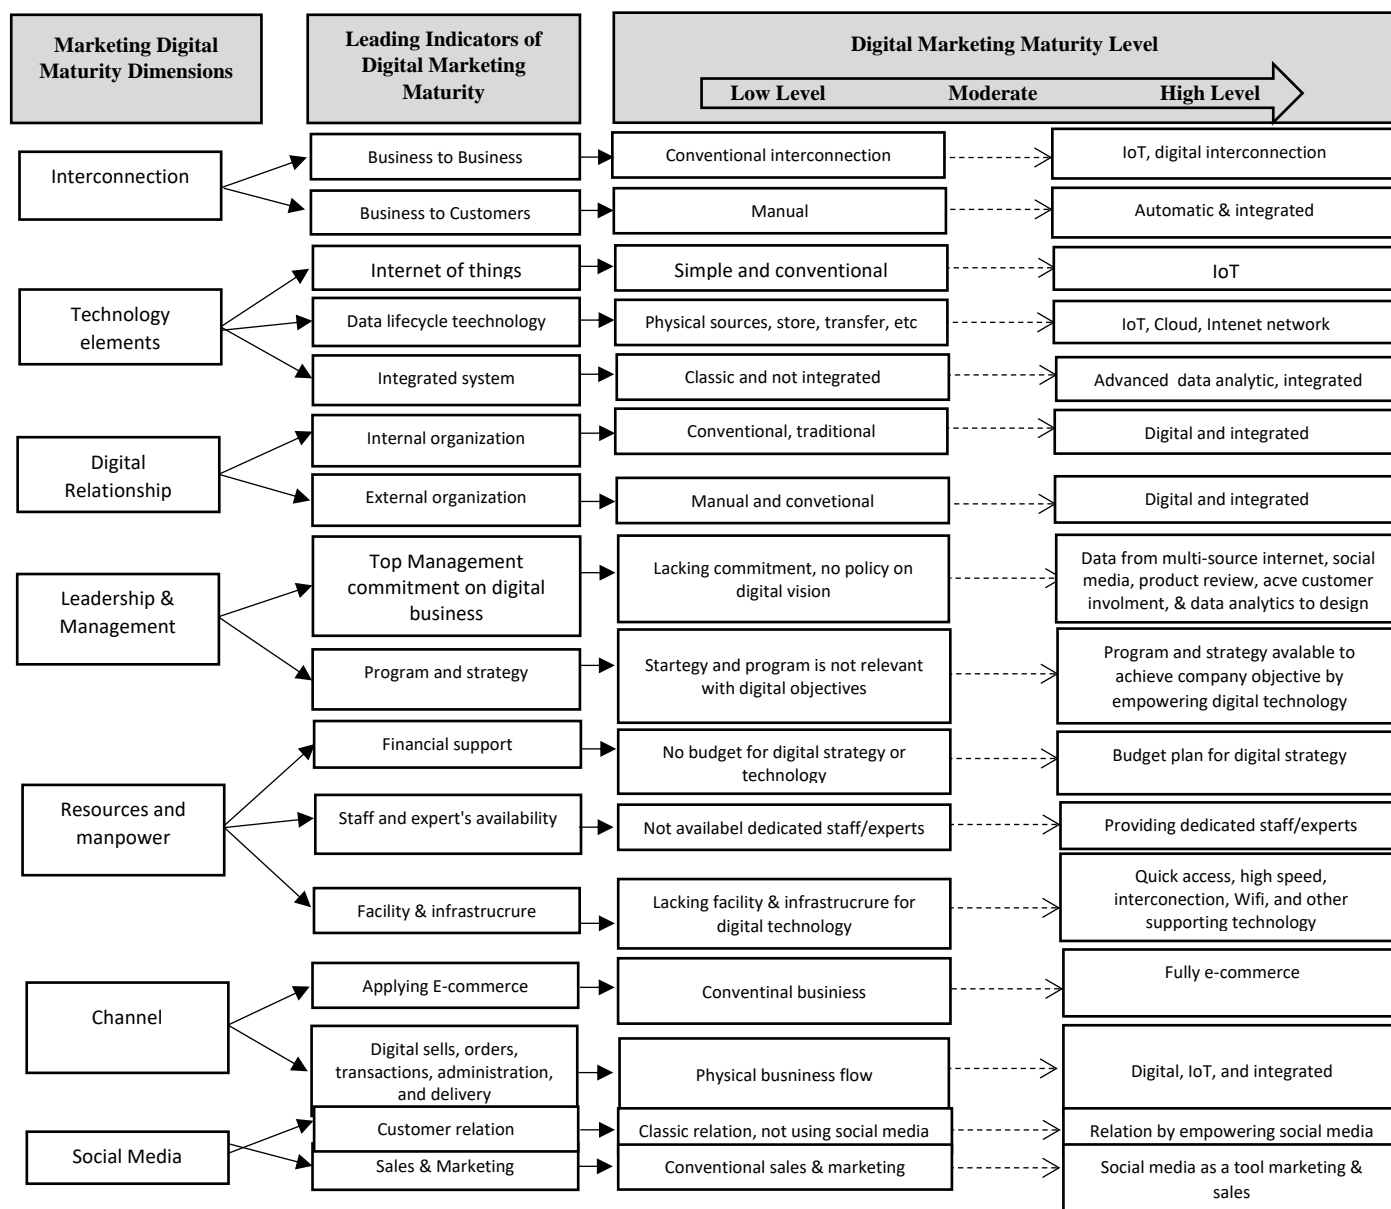 Marketing Digital
Maturity Dimensions
Leading Indicators of
Digital Marketing
Maturity
Digital Marketing Maturity Level
Low Level
Moderate
High Level
Interconnection
Business to Business
Conventional interconnection
IoT, digital interconnection
Business to Customers
Manual
Automatic & integrated
Technology
elements
Internet of things
Simple and conventional
IoT
Data lifecycle teechnology
Physical sources, store, transfer, etc
IoT, Cloud, Intenet network
Integrated system
Classic and not integrated
Advanced data analytic, integrated
Digital
Relationship
Internal organization
Conventional, traditional
Digital and integrated
External organization
Manual and convetional
Digital and integrated
Leadership &
Management
Top Management
commitment on digital
business
Lacking commitment, no policy on
digital vision
Data from multi-source internet, social
media, product review, acve customer
involment, & data analytics to design
Program and strategy
Startegy and program is not relevant
with digital objectives
Program and strategy avalable to
achieve company objective by
empowering digital technology
Resources and
manpower
Financial support
No budget for digital strategy or
technology
Budget plan for digital strategy
Staff and expert's availability
Not availabel dedicated staff/experts
Providing dedicated staff/experts
Facility & infrastrucrure
Lacking facility & infrastrucrure for
digital technology
Quick access, high speed,
interconection, Wifi, and other
supporting technology
Channel
Applying E-commerce
Conventinal businiess
Fully e-commerce
Digital sells, orders,
transactions, administration,
and delivery
Physical busniness flow
Digital, IoT, and integrated
Social Media
Customer relation
Classic relation, not using social media
Relation by empowering social media
Sales & Marketing
Conventional sales & marketing
Social media as a tool marketing &
sales